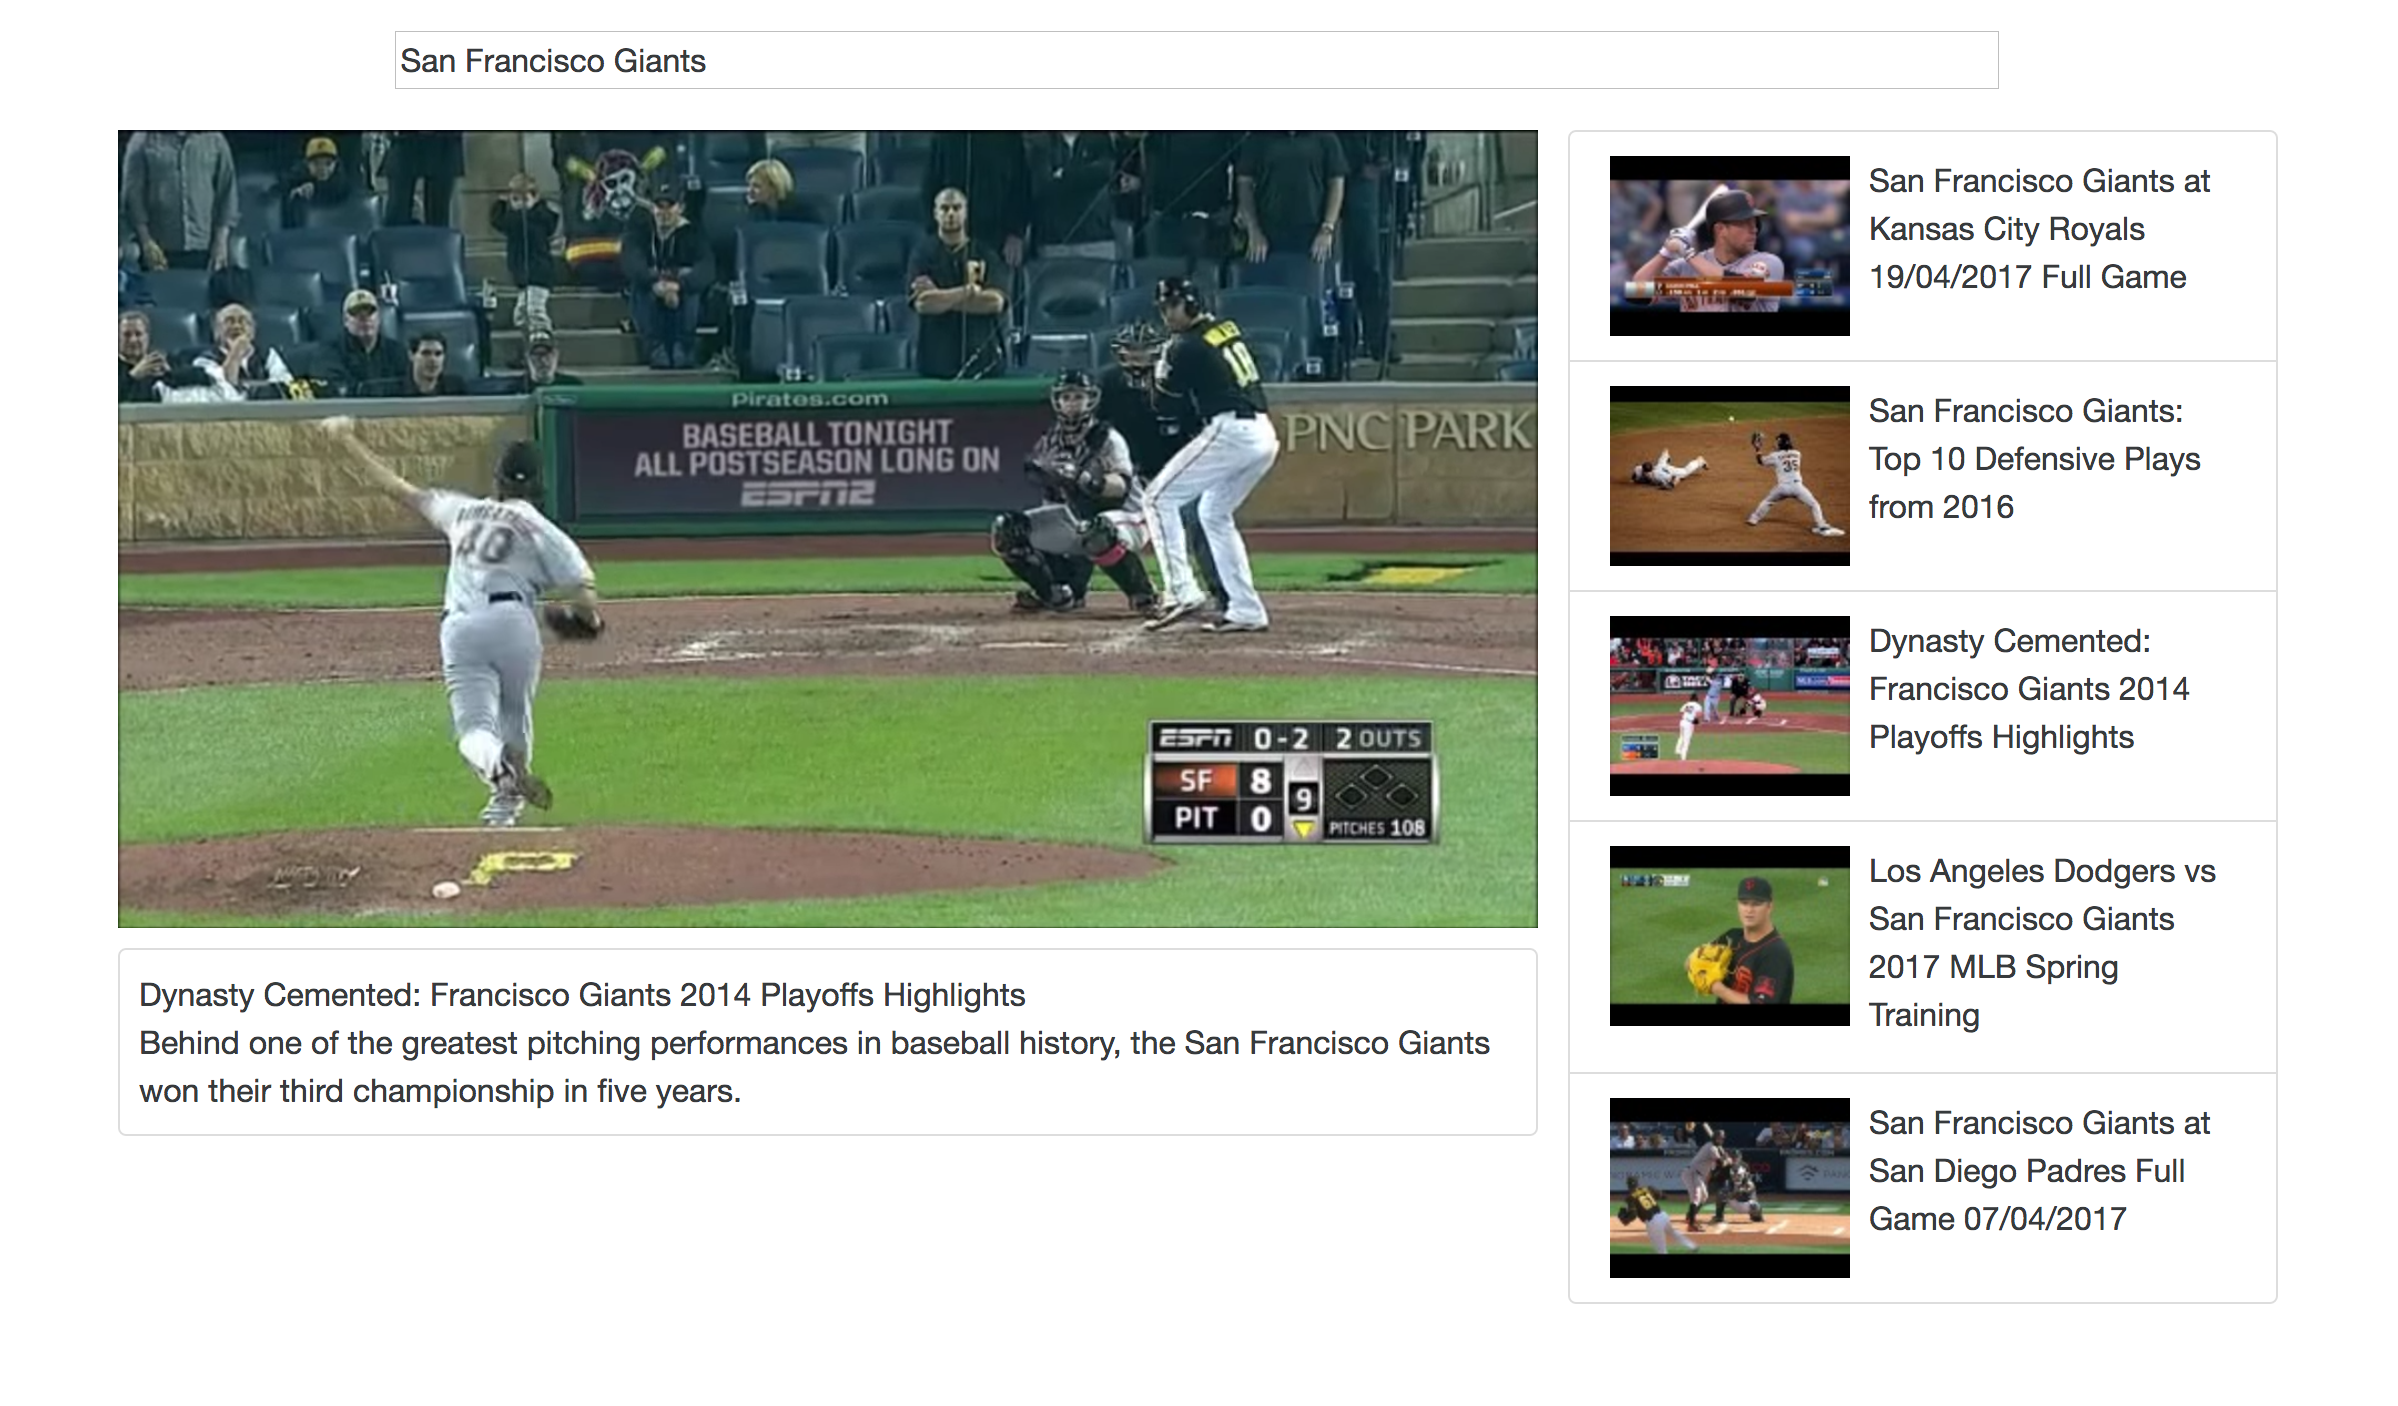 San Francisco Giants
Pirates.com
BASEBALL TONIGHT
ALL POSTSEASON LONG ON
ESPN2
PNC PARK
18
40
ESPN 0-2 2 OUTS
SF 8
9
PIT 0
PITCHES 108
Dynasty Cemented: Francisco Giants 2014 Playoffs Highlights
Behind one of the greatest pitching performances in baseball history, the San Francisco Giants
won their third championship in five years.
San Francisco Giants at
Kansas City Royals
19/04/2017 Full Game
San Francisco Giants:
Top 10 Defensive Plays
from 2016
35
Dynasty Cemented:
Francisco Giants 2014
Playoffs Highlights
Los Angeles Dodgers vs
San Francisco Giants
2017 MLB Spring
Training
San Francisco Giants at
San Diego Padres Full
Game 07/04/2017